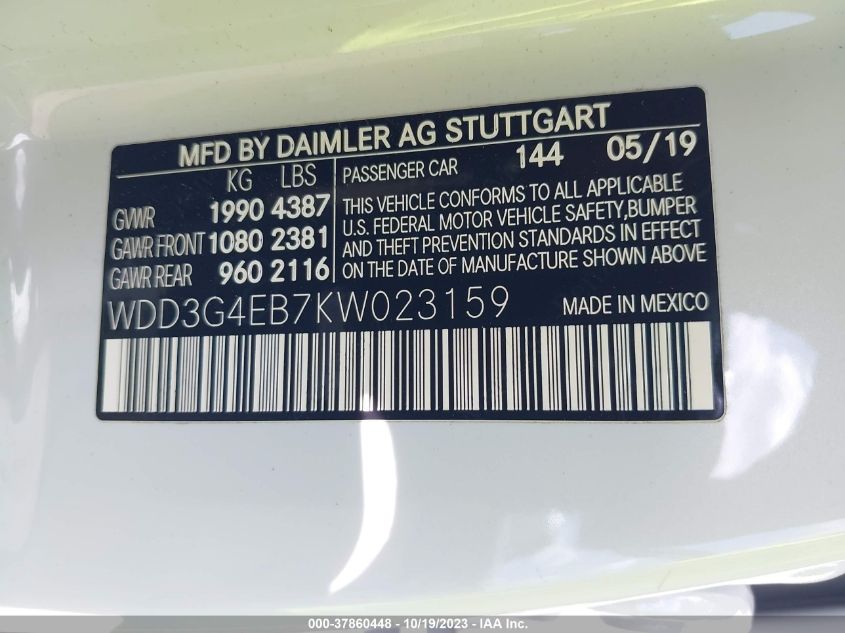 MFD BY DAIMLER AG STUTTGART
KG LBS
GVWR 1990 4387
GAWR FRONT 1080 2381
GAWR REAR 960 2116
PASSENGER CAR 144 05/19
THIS VEHICLE CONFORMS TO ALL APPLICABLE
U.S. FEDERAL MOTOR VEHICLE SAFETY,BUMPER
AND THEFT PREVENTION STANDARDS IN EFFECT
ON THE DATE OF MANUFACTURE SHOWN ABOVE
WDD3G4EB7KW023159 MADE IN MEXICO
000-37860448 - 10/19/2023 - IAA Inc.